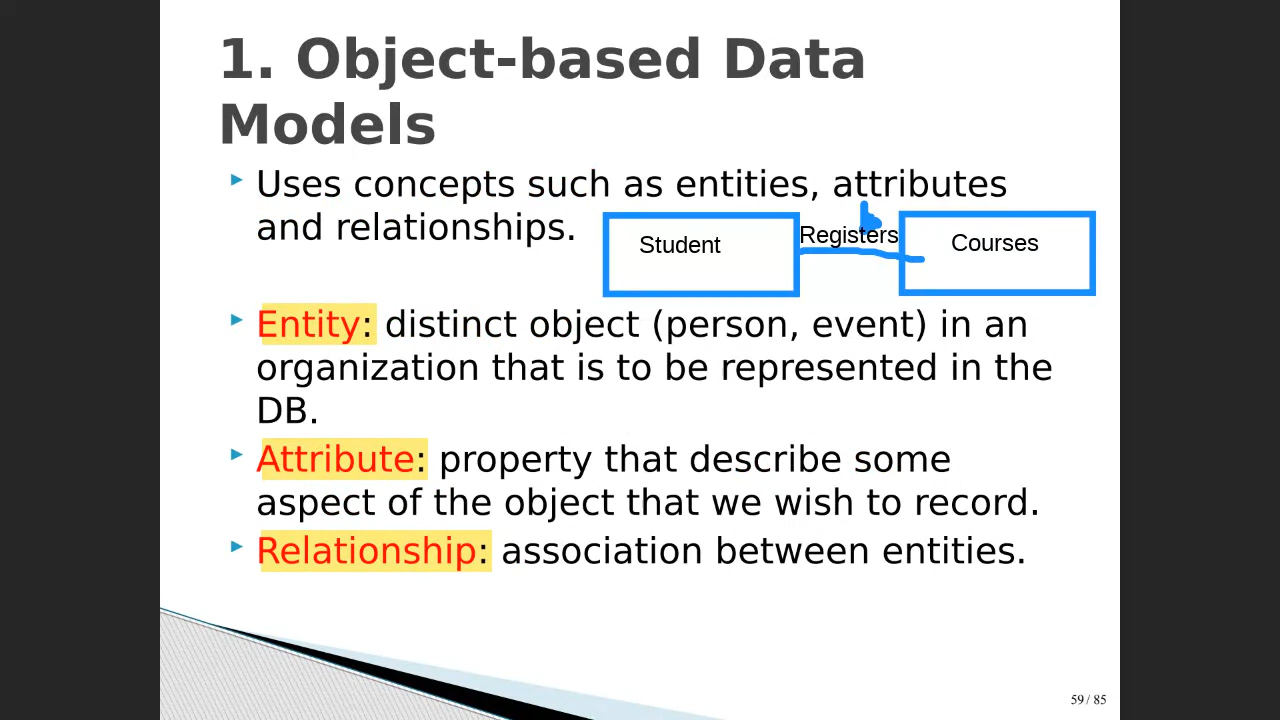 1. Object-based Data
Models
Uses concepts such as entities, attributes
and relationships.
Student
Registers
Courses
Entity: distinct object (person, event) in an
organization that is to be represented in the
DB.
Attribute: property that describe some
aspect of the object that we wish to record.
Relationship: association between entities.
59 / 85